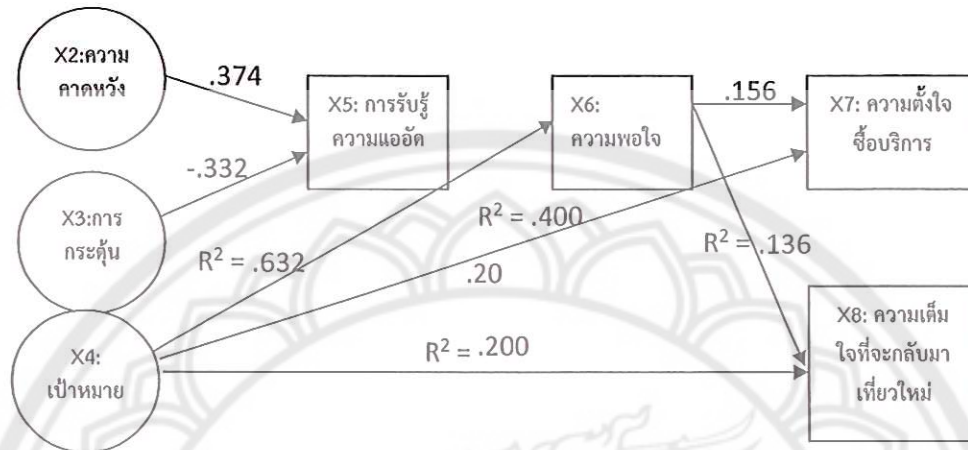 X2:ความ
คาดหวัง
.374
X5: การรับรู้
ความแออัด
X6:
ความพอใจ
.156
X7: ความตั้งใจ
ซื้อบริการ
-.332
X3:การ
กระตุ้น
R² = .632
R² = .400
.20
R² = .136
X4:
เป้าหมาย
R² = .200
X8: ความเต็ม
ใจที่จะกลับมา
เที่ยวใหม่